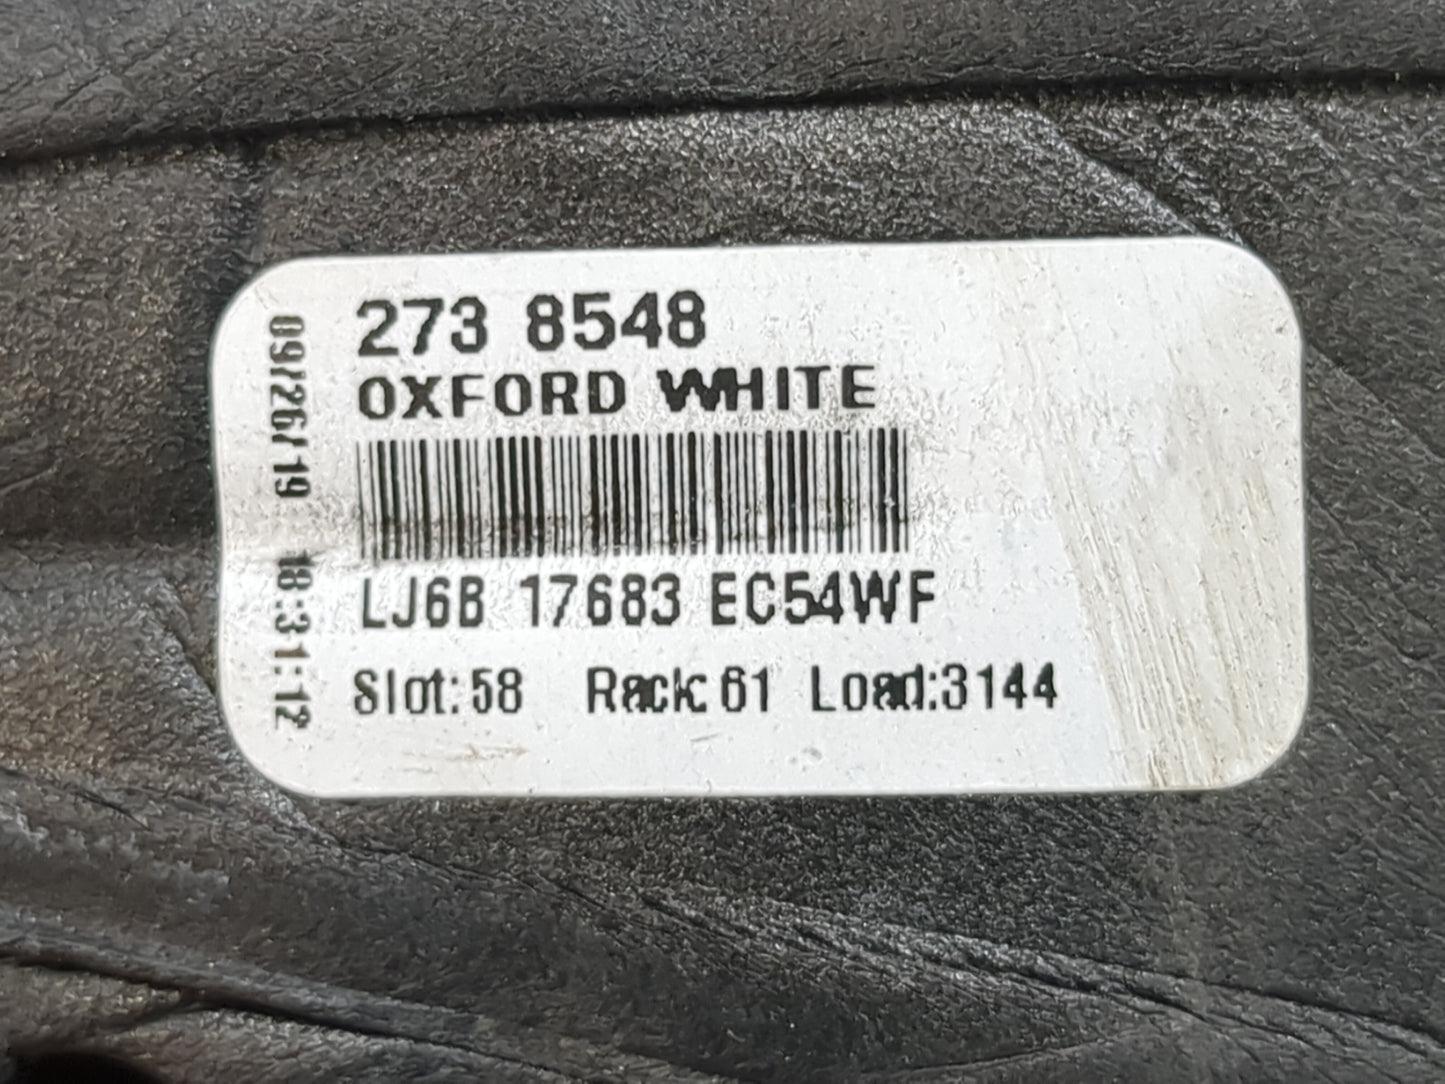 273 8548
OXFORD WHITE
LJ6B 17683 EC54WF
Slot:58 Rack:61 Load:3144
09/26/19 18:31:12